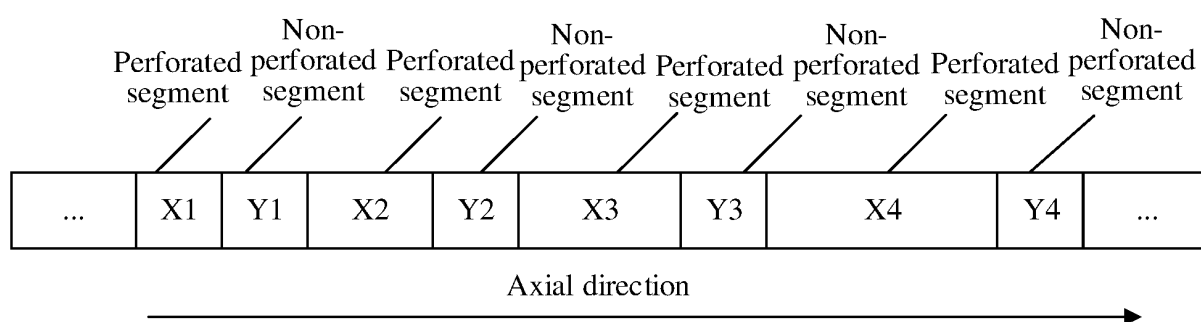 Perforated
segment
Non-
perforated
segment
Perforated
segment
Non-
perforated
segment
Perforated
segment
Non-
perforated
segment
Perforated
segment
Non-
perforated
segment
... X1 Y1 X2 Y2 X3 Y3 X4 Y4 ...
Axial direction